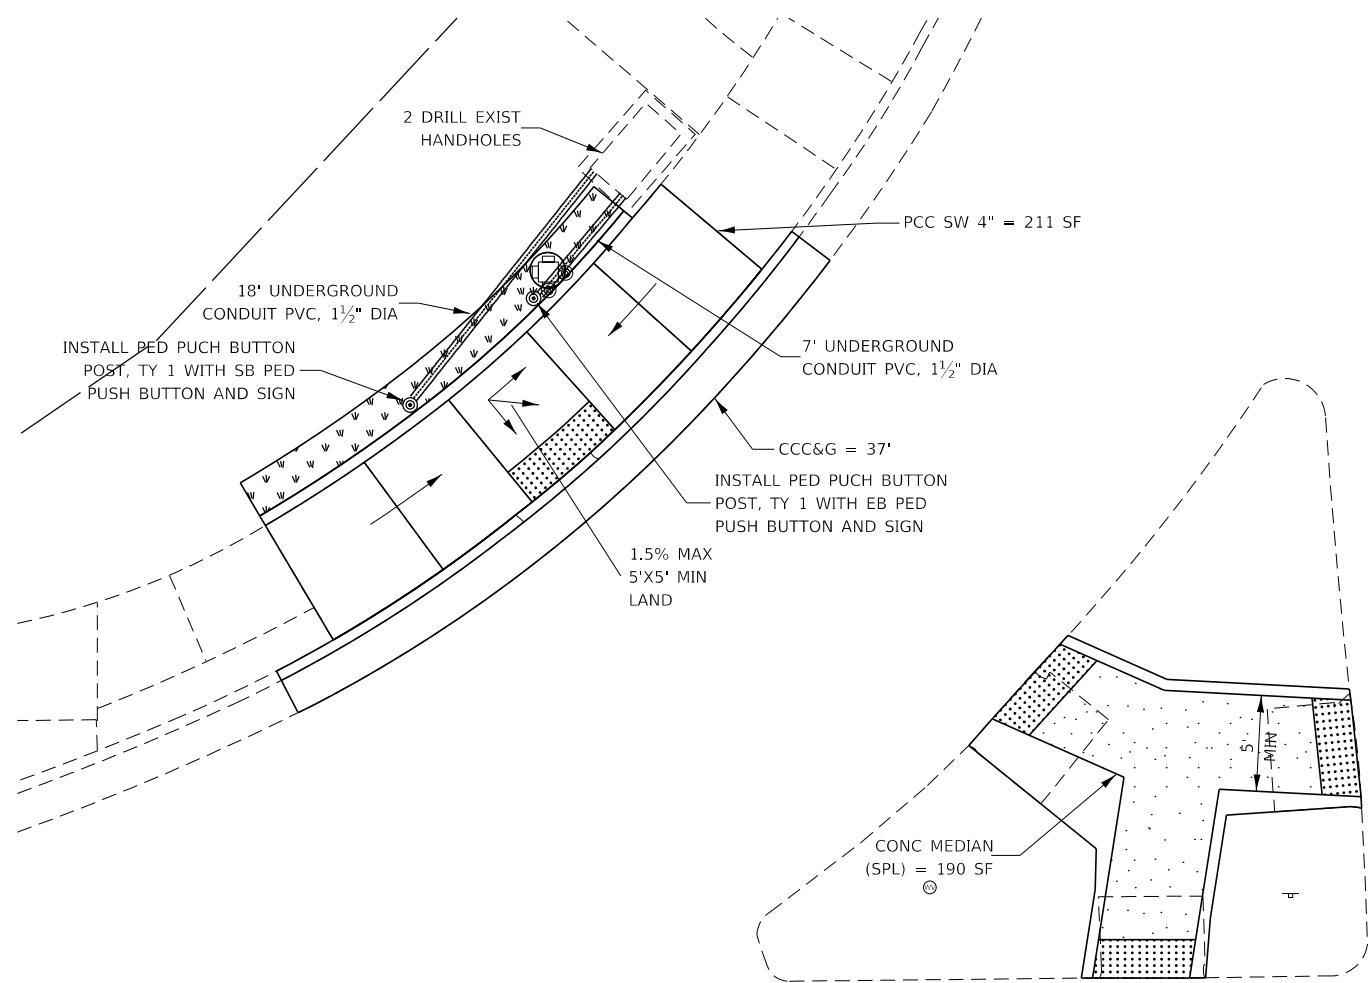 2 DRILL EXIST
HANDHOLES
PCC SW 4" = 211 SF
18' UNDERGROUND
CONDUIT PVC, 1½" DIA
INSTALL PED PUCH BUTTON
POST, TY 1 WITH SB PED
PUSH BUTTON AND SIGN
7' UNDERGROUND
CONDUIT PVC, 1½" DIA
CCC&G = 37'
INSTALL PED PUCH BUTTON
POST, TY 1 WITH EB PED
PUSH BUTTON AND SIGN
1.5% MAX
5'X5' MIN
LAND
5'
MIN
CONC MEDIAN
(SPL) = 190 SF